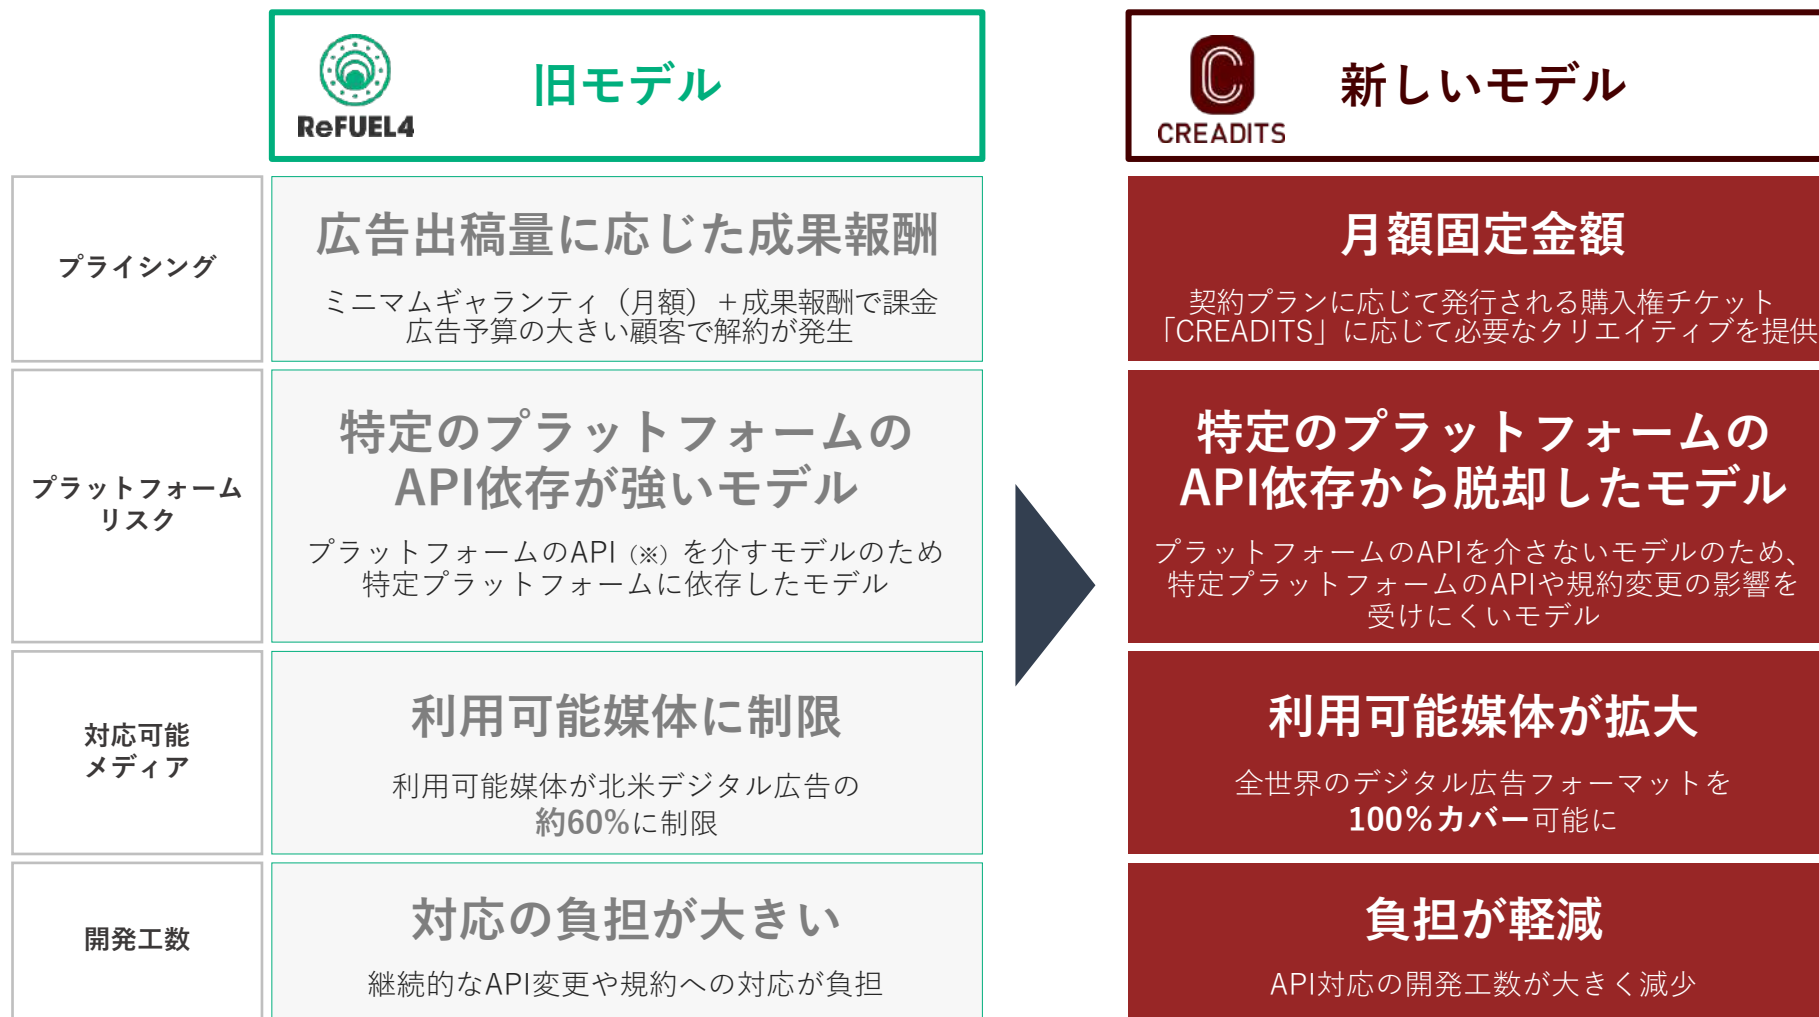 ReFUEL4
旧モデル
CREADITS
新しいモデル
プライシング
広告出稿量に応じた成果報酬
ミニマムギャランティ（月額）＋成果報酬で課金
広告予算の大きい顧客で解約が発生
月額固定金額
契約プランに応じて発行される購入権チケット
「CREADITS」に応じて必要なクリエイティブを提供
プラットフォーム
リスク
特定のプラットフォームの
API依存が強いモデル
プラットフォームのAPI（※）を介すモデルのため
特定プラットフォームに依存したモデル
特定のプラットフォームの
API依存から脱却したモデル
プラットフォームのAPIを介さないモデルのため、
特定プラットフォームのAPIや規約変更の影響を
受けにくいモデル
対応可能
メディア
利用可能媒体に制限
利用可能媒体が北米デジタル広告の
約60%に制限
利用可能媒体が拡大
全世界のデジタル広告フォーマットを
100%カバー可能に
開発工数
対応の負担が大きい
継続的なAPI変更や規約への対応が負担
負担が軽減
API対応の開発工数が大きく減少